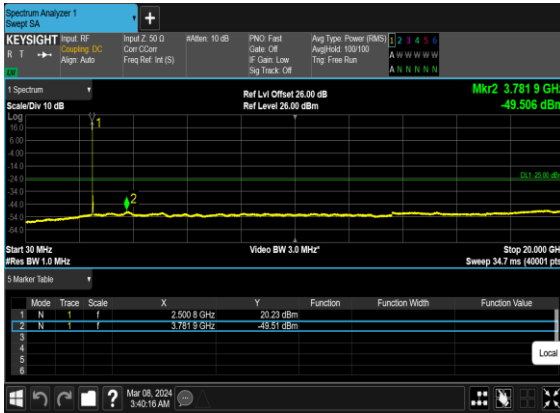 Spectrum Analyzer 1
Swept SA
+
KEYSIGHT Input: RF Input Z: 50 Ω #Atten: 10 dB PNO: Fast Avg Type: Power (RMS) 1 2 3 4 5 6
R T Coupling: DC Corr CCorr Gate: Off Avg|Hold: 100/100 A W W W W W
Align: Auto Freq Ref: Int (S) IF Gain: Low Trig: Free Run
Sig Track: Off A N N N N N
1 Spectrum
Scale/Div 10 dB
Ref Lvl Offset 26.00 dB
Ref Level 26.00 dBm
Mkr2 3.781 9 GHz
-49.506 dBm
Log
16.0
6.00
-4.00
-14.0
-24.0
-34.0
-44.0
-54.0
-64.0
1
2
DL1 -25.00 dBm
Start 30 MHz Video BW 3.0 MHz* Stop 20.000 GHz
#Res BW 1.0 MHz Sweep 34.7 ms (40001 pts)
5 Marker Table
Mode Trace Scale X Y Function Function Width Function Value
1 N 1 f 2.500 8 GHz 20.23 dBm
2 N 1 f 3.781 9 GHz -49.51 dBm
3
4
5
6
Local
?
Mar 08, 2024
3:40:16 AM